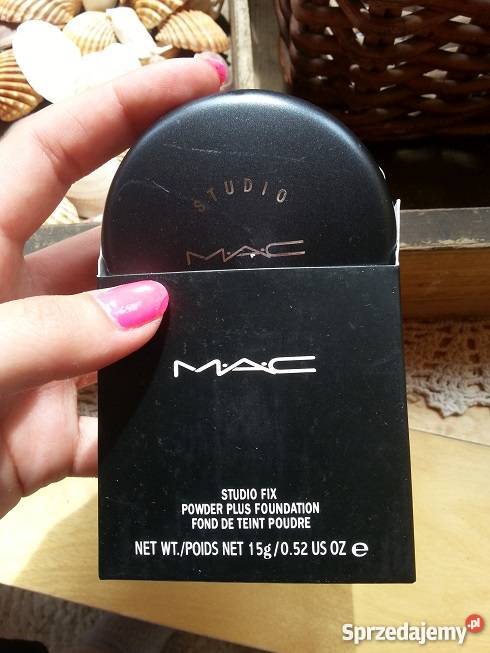 STUDIO
M·A·C
M·A·C
STUDIO FIX
POWDER PLUS FOUNDATION
FOND DE TEINT POUDRE
NET WT./POIDS NET 15g/0.52 US OZ e
Sprzedajemy.pl